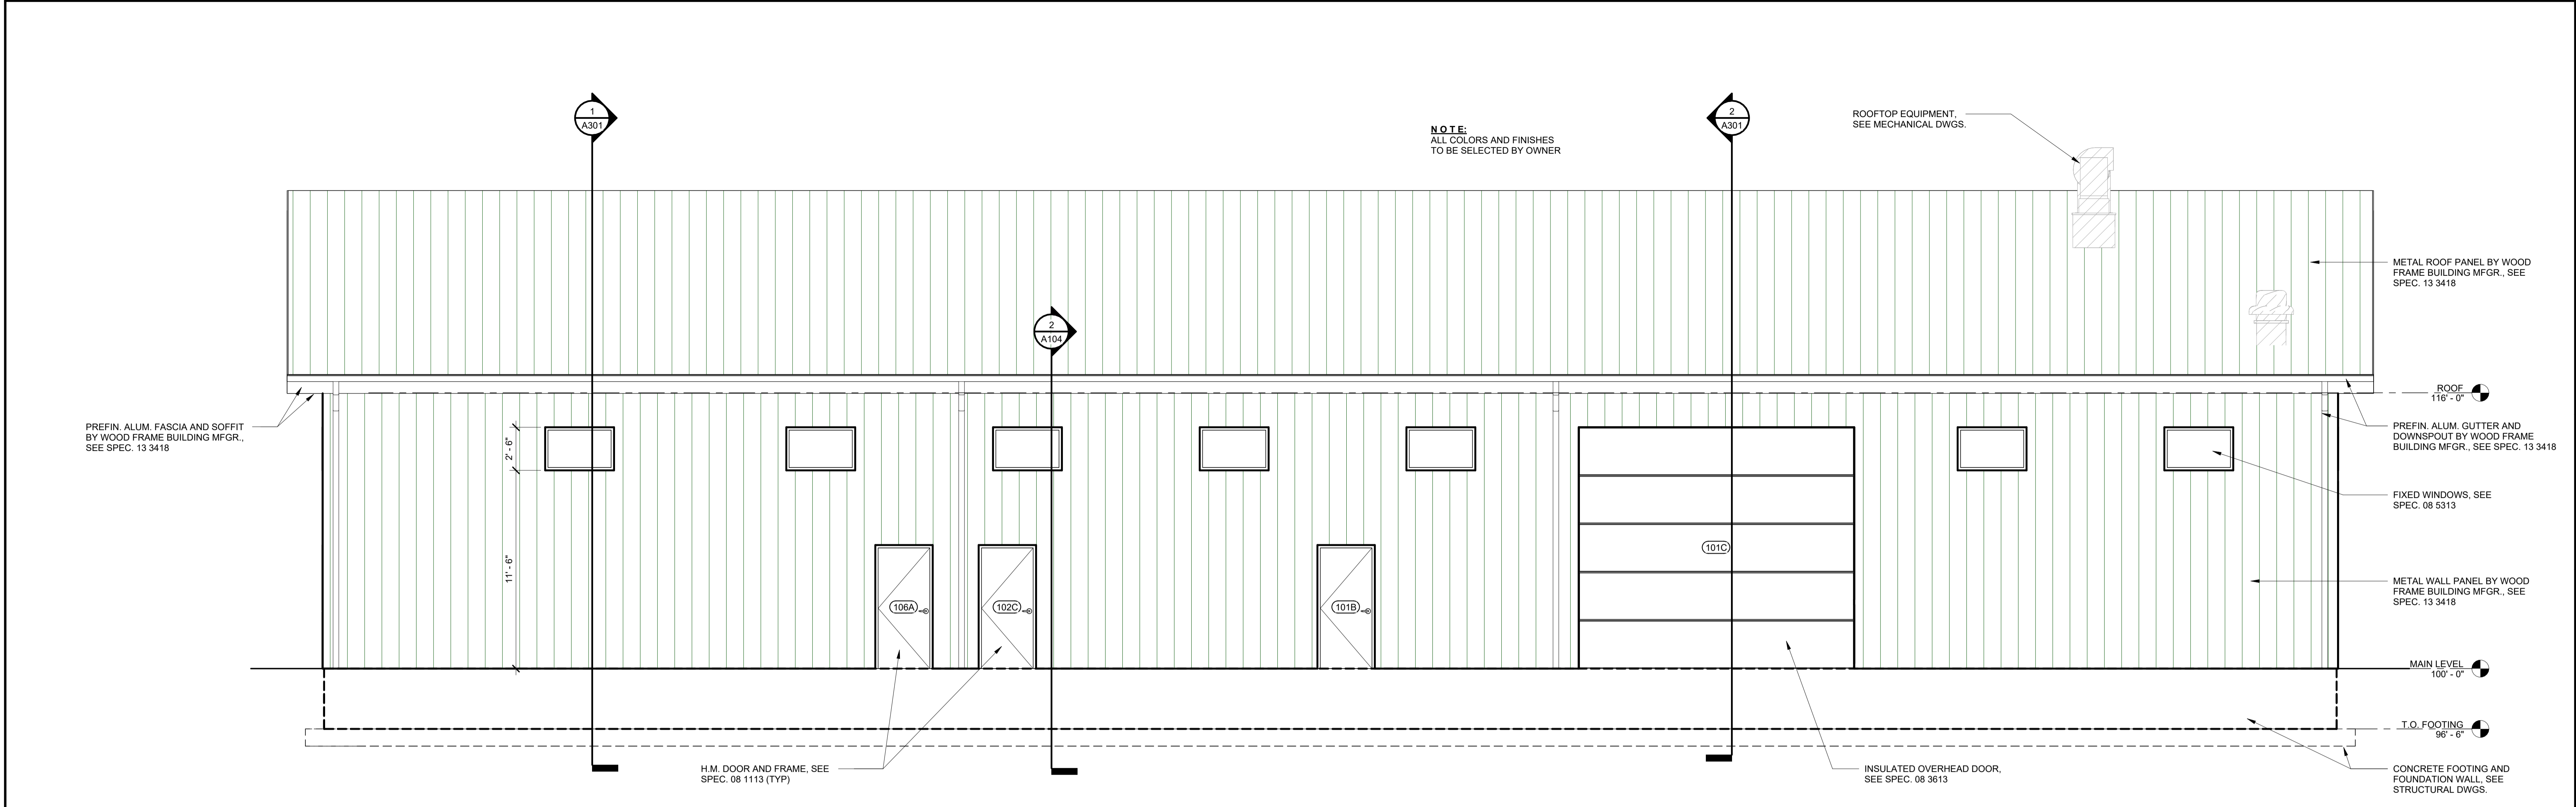 1
A301
N O T E:
ALL COLORS AND FINISHES
TO BE SELECTED BY OWNER
2
A301
ROOFTOP EQUIPMENT,
SEE MECHANICAL DWGS.
METAL ROOF PANEL BY WOOD
FRAME BUILDING MFGR., SEE
SPEC. 13 3418
2
A104
ROOF
116' - 0"
PREFIN. ALUM. FASCIA AND SOFFIT
BY WOOD FRAME BUILDING MFGR.,
SEE SPEC. 13 3418
2' - 6"
PREFIN. ALUM. GUTTER AND
DOWNSPOUT BY WOOD FRAME
BUILDING MFGR., SEE SPEC. 13 3418
FIXED WINDOWS, SEE
SPEC. 08 5313
11' - 6"
101C
METAL WALL PANEL BY WOOD
FRAME BUILDING MFGR., SEE
SPEC. 13 3418
106A
102C
101B
MAIN LEVEL
100' - 0"
T.O. FOOTING
96' - 6"
H.M. DOOR AND FRAME, SEE
SPEC. 08 1113 (TYP)
INSULATED OVERHEAD DOOR,
SEE SPEC. 08 3613
CONCRETE FOOTING AND
FOUNDATION WALL, SEE
STRUCTURAL DWGS.